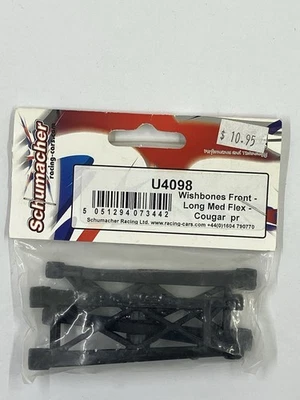 Schumacher
racing-cars.com
Performance and Technology
$ 10.95
U4098
5 051294 073442
Wishbones Front -
Long Med Flex -
Cougar pr
Schumacher Racing Ltd. www.racing-cars.com +44(0)1604 790770